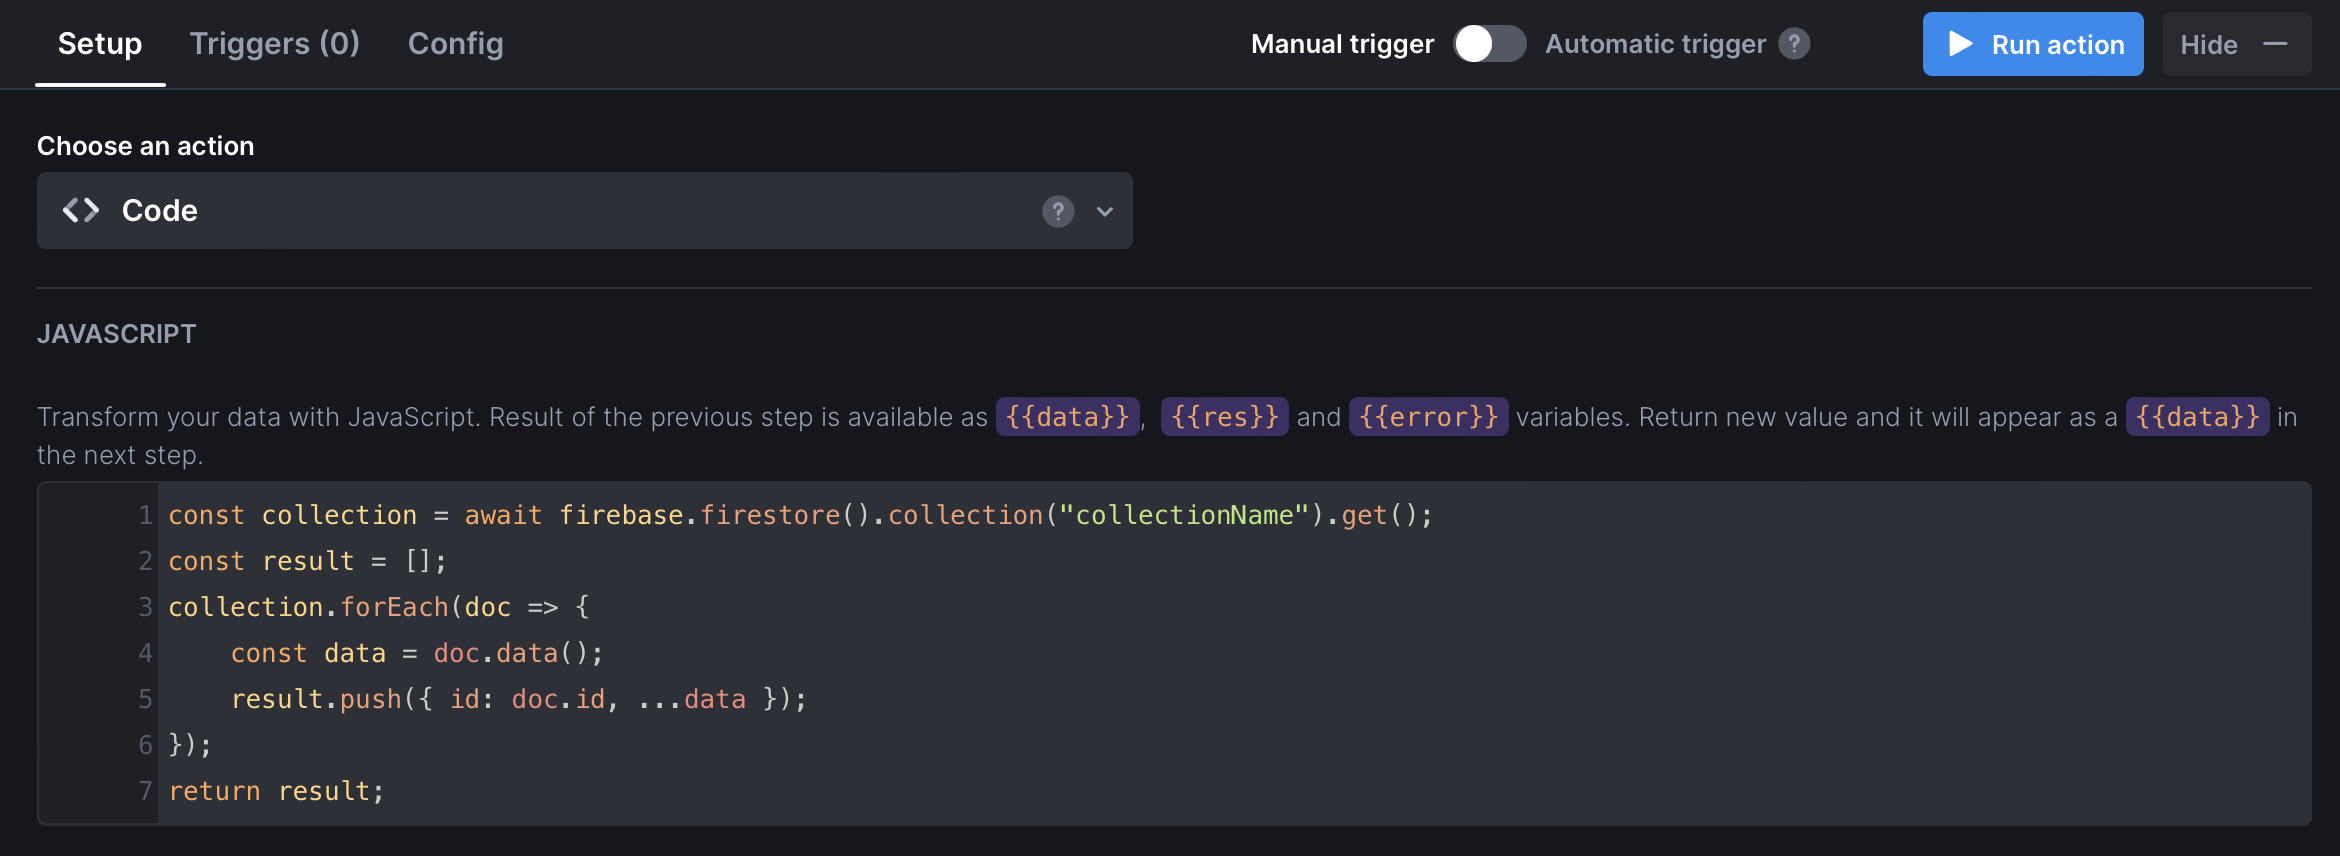 Setup Triggers (0) Config Manual trigger Automatic trigger ? Run action Hide
Choose an action
Code ?
JAVASCRIPT
Transform your data with JavaScript. Result of the previous step is available as {{data}}, {{res}} and {{error}} variables. Return new value and it will appear as a {{data}} in
the next step.
1 const collection = await firebase.firestore().collection("collectionName").get();
2 const result = [];
3 collection.forEach(doc => {
4     const data = doc.data();
5     result.push({ id: doc.id, ...data });
6 });
7 return result;